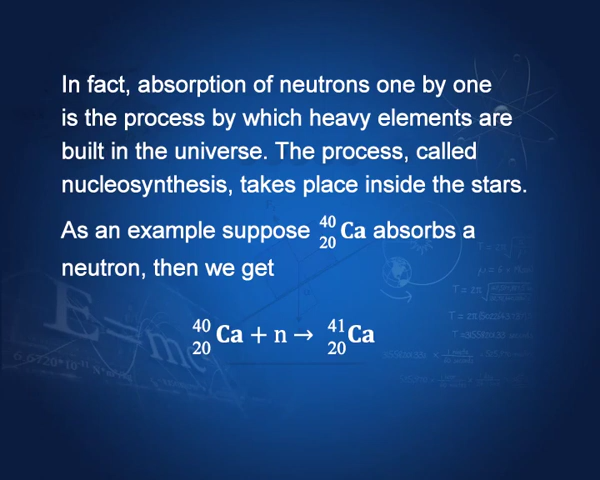 In fact, absorption of neutrons one by one
is the process by which heavy elements are
built in the universe. The process, called
nucleosynthesis, takes place inside the stars.
As an example suppose ⁴⁰₂₀Ca absorbs a
neutron, then we get
⁴⁰₂₀Ca + n → ⁴¹₂₀Ca
E=mc